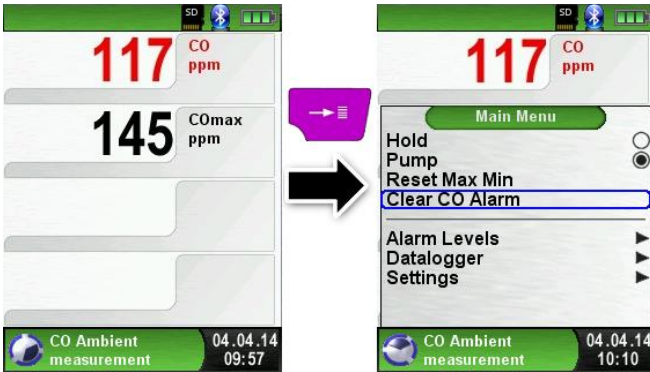 SD
117 CO
ppm
145 COmax
ppm
CO Ambient
measurement
04.04.14
09:57
SD
117 CO
ppm
Main Menu
Hold
Pump
Reset Max Min
Clear CO Alarm
Alarm Levels
Datalogger
Settings
CO Ambient
measurement
04.04.14
10:10